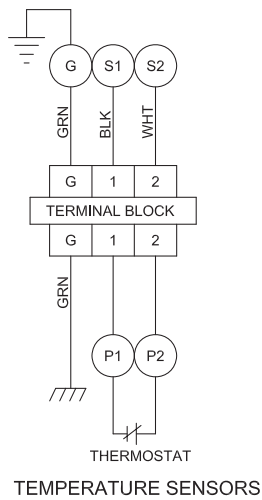 G S1 S2
GRN BLK WHT
G 1 2
TERMINAL BLOCK
G 1 2
GRN
P1 P2
THERMOSTAT
TEMPERATURE SENSORS